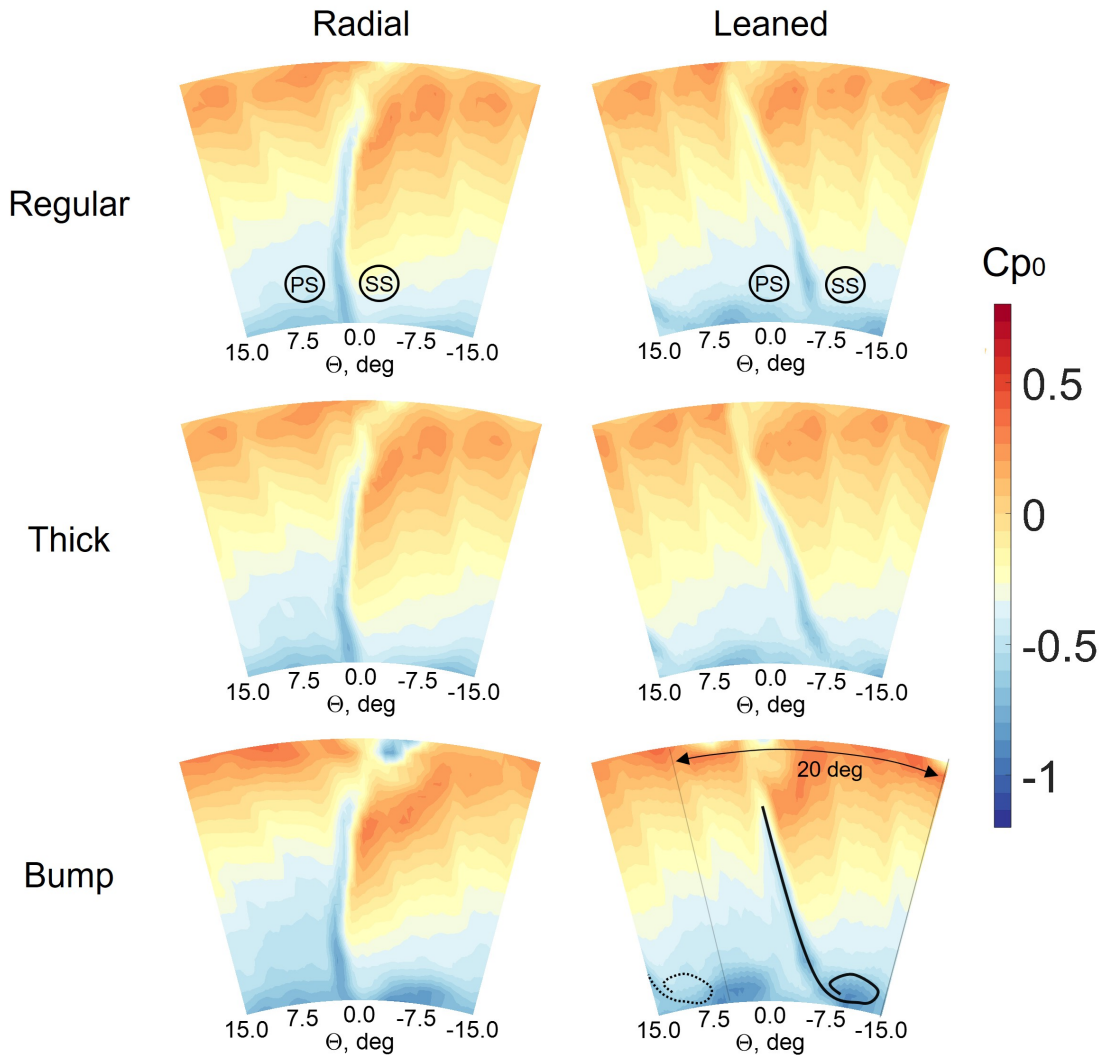 Radial Leaned
Regular
PS SS PS SS
15.0 7.5 0.0 -7.5 -15.0 15.0 7.5 0.0 -7.5 -15.0
Θ, deg Θ, deg
Cp0
0.5
0
-0.5
-1
Thick
15.0 7.5 0.0 -7.5 -15.0 15.0 7.5 0.0 -7.5 -15.0
Θ, deg Θ, deg
20 deg
Bump
15.0 7.5 0.0 -7.5 -15.0 15.0 7.5 0.0 -7.5 -15.0
Θ, deg Θ, deg